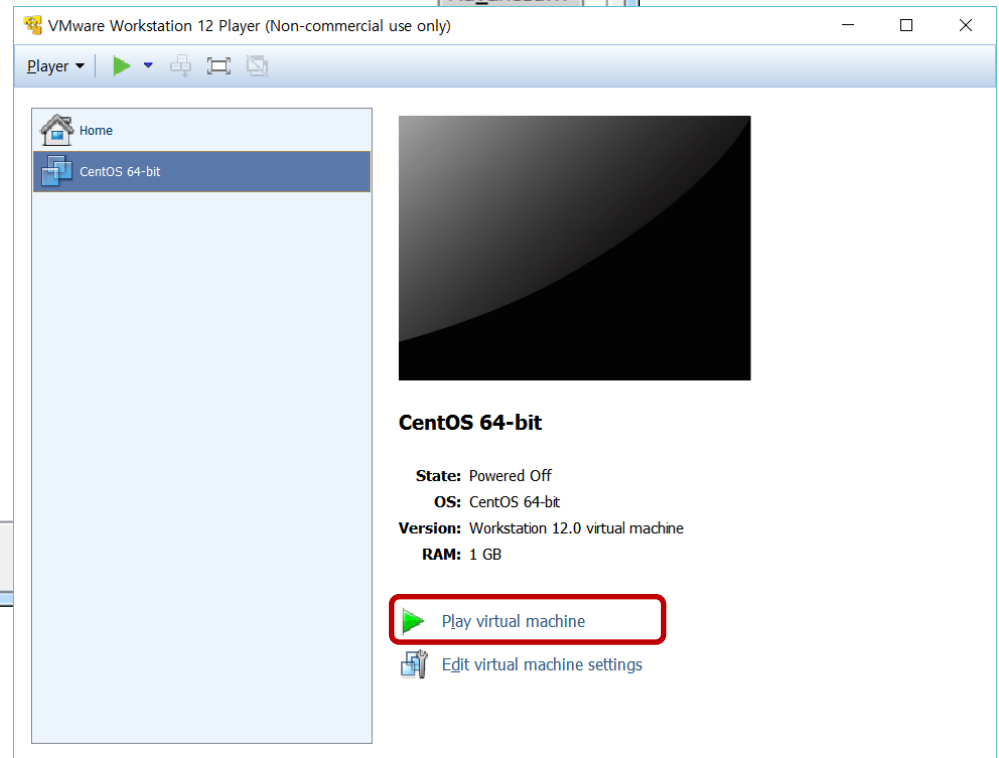 VMware Workstation 12 Player (Non-commercial use only)
Player
Home
CentOS 64-bit
CentOS 64-bit
State: Powered Off
OS: CentOS 64-bit
Version: Workstation 12.0 virtual machine
RAM: 1 GB
Play virtual machine
Edit virtual machine settings